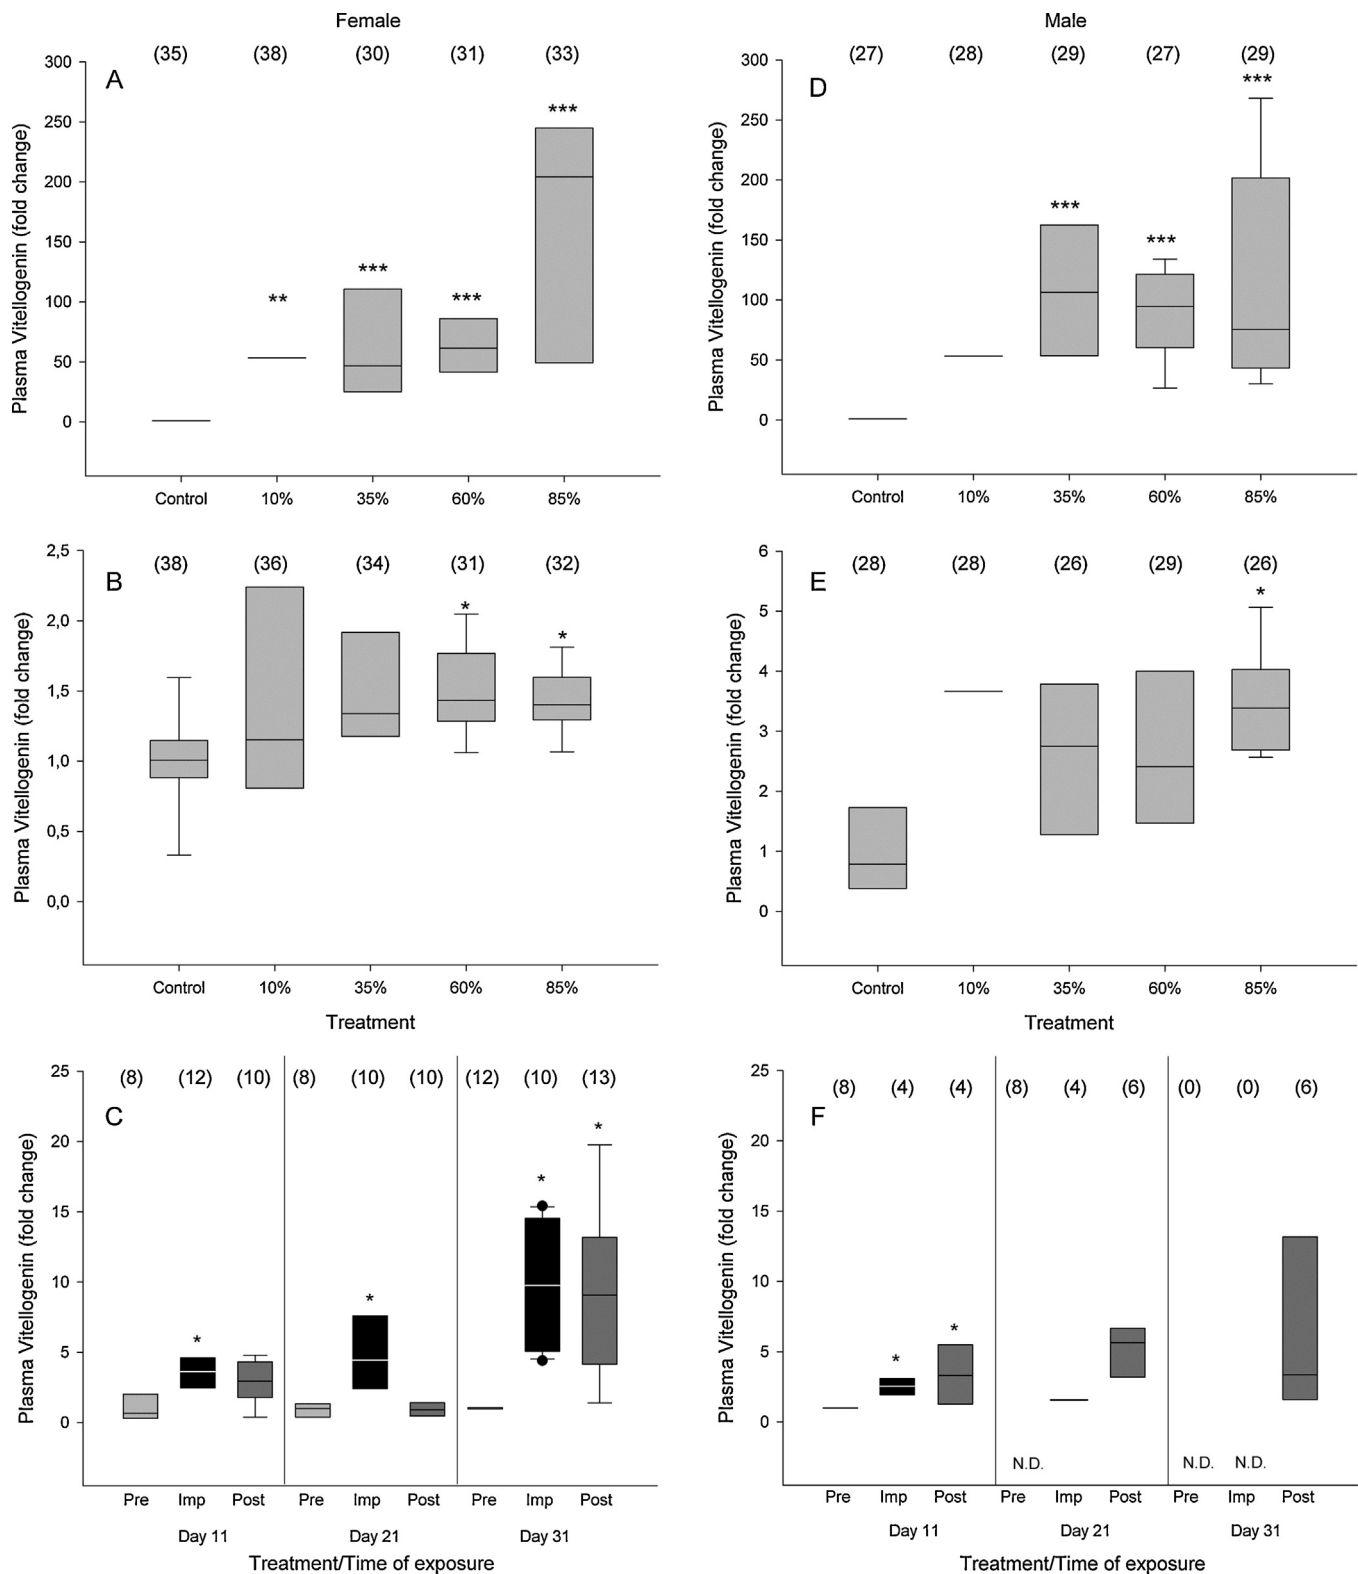 Female
(35) (38) (30) (31) (33)
A
300
250
200
150
100
50
0
Plasma Vitellogenin (fold change)
** *** *** ***
Control 10% 35% 60% 85%
Male
(27) (28) (29) (27) (29)
D
300
250
200
150
100
50
0
Plasma Vitellogenin (fold change)
*** *** ***
Control 10% 35% 60% 85%
(38) (36) (34) (31) (32)
B
2,5
2,0
1,5
1,0
0,5
0,0
Plasma Vitellogenin (fold change)
* *
Control 10% 35% 60% 85%
Treatment
(28) (28) (26) (29) (26)
E
6
5
4
3
2
1
0
Plasma Vitellogenin (fold change)
*
Control 10% 35% 60% 85%
Treatment
(8) (12) (10) (8) (10) (10) (12) (10) (13)
C
25
20
15
10
5
0
Plasma Vitellogenin (fold change)
* * * *
Pre Imp Post Pre Imp Post Pre Imp Post
Day 11 Day 21 Day 31
Treatment/Time of exposure
(8) (4) (4) (8) (4) (6) (0) (0) (6)
F
25
20
15
10
5
0
Plasma Vitellogenin (fold change)
* *
N.D. N.D. N.D.
Pre Imp Post Pre Imp Post Pre Imp Post
Day 11 Day 21 Day 31
Treatment/Time of exposure